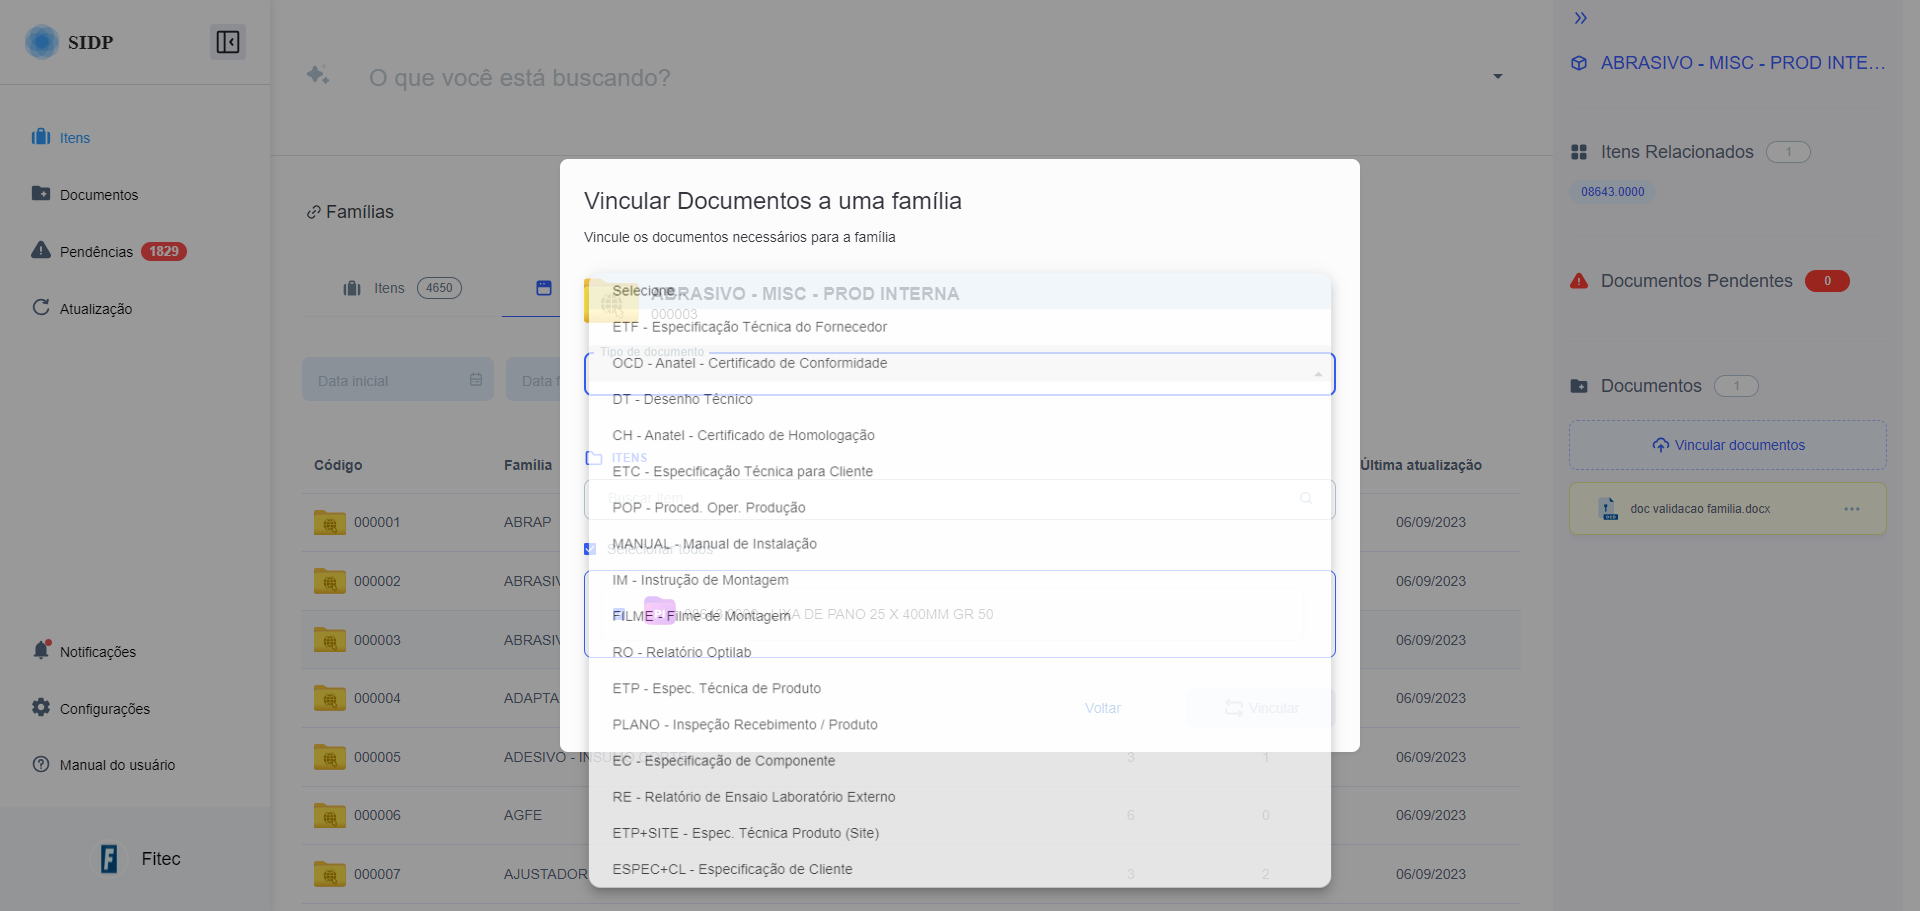 SIDP
Itens
Documentos
Pendências 1829
Atualização
Notificações
Configurações
Manual do usuário
Fitec
O que você está buscando?
Famílias
Itens 4650
Data inicial
Data f
Código Família Última atualização
000001 ABRAP 06/09/2023
000002 ABRASIV 06/09/2023
000003 ABRASIV 06/09/2023
000004 ADAPTA 06/09/2023
000005 ADESIVO - INSUMO CORTE 3 1 06/09/2023
000006 AGFE 6 0 06/09/2023
000007 AJUSTADOR 3 2 06/09/2023
Vincular Documentos a uma família
Vincule os documentos necessários para a família
ABRASIVO - MISC - PROD INTERNA
000003
Tipo de documento
ITENS
Buscar item
Selecionar todos
08643.0000 - LIXA DE PANO 25 X 400MM GR 50
Voltar
Vincular
Selecione
ETF - Especificação Técnica do Fornecedor
OCD - Anatel - Certificado de Conformidade
DT - Desenho Técnico
CH - Anatel - Certificado de Homologação
ETC - Especificação Técnica para Cliente
POP - Proced. Oper. Produção
MANUAL - Manual de Instalação
IM - Instrução de Montagem
FILME - Filme de Montagem
RO - Relatório Optilab
ETP - Espec. Técnica de Produto
PLANO - Inspeção Recebimento / Produto
EC - Especificação de Componente
RE - Relatório de Ensaio Laboratório Externo
ETP+SITE - Espec. Técnica Produto (Site)
ESPEC+CL - Especificação de Cliente
ABRASIVO - MISC - PROD INTE...
Itens Relacionados 1
08643.0000
Documentos Pendentes 0
Documentos 1
Vincular documentos
doc validacao familia.docx